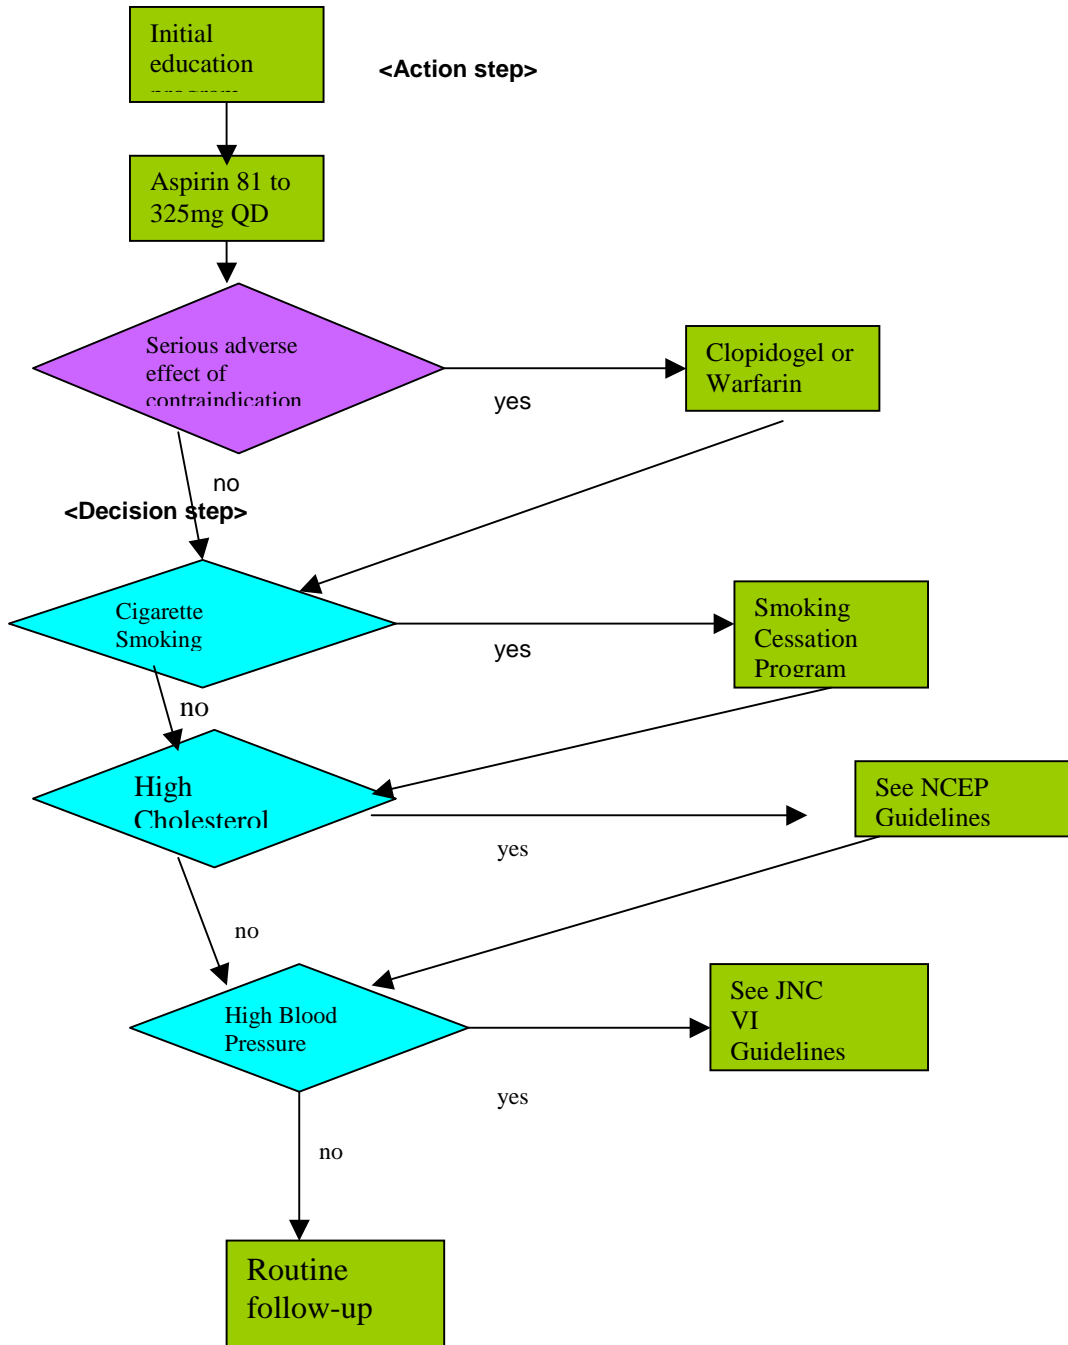 Initial
education
<Action step>
Aspirin 81 to
325mg QD
Serious adverse
effect of
contraindication
yes
Clopidogel or
Warfarin
no
<Decision step>
Cigarette
Smoking
yes
Smoking
Cessation
Program
no
High
Cholesterol
yes
See NCEP
Guidelines
no
High Blood
Pressure
yes
See JNC
VI
Guidelines
no
Routine
follow-up